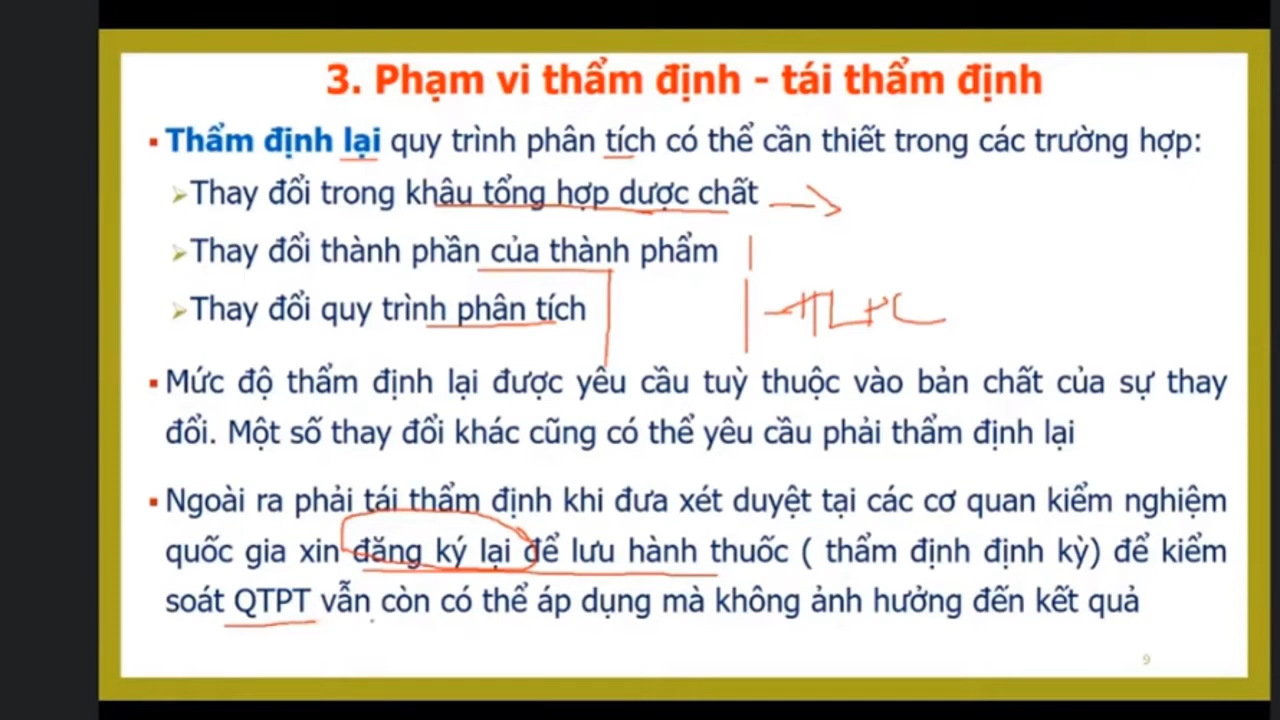 3. Phạm vi thẩm định - tái thẩm định
▪ Thẩm định lại quy trình phân tích có thể cần thiết trong các trường hợp:
➢Thay đổi trong khâu tổng hợp dược chất
➢Thay đổi thành phần của thành phẩm
➢Thay đổi quy trình phân tích
▪ Mức độ thẩm định lại được yêu cầu tuỳ thuộc vào bản chất của sự thay
đổi. Một số thay đổi khác cũng có thể yêu cầu phải thẩm định lại
▪ Ngoài ra phải tái thẩm định khi đưa xét duyệt tại các cơ quan kiểm nghiệm
quốc gia xin đăng ký lại để lưu hành thuốc ( thẩm định định kỳ) để kiểm
soát QTPT vẫn còn có thể áp dụng mà không ảnh hưởng đến kết quả
9